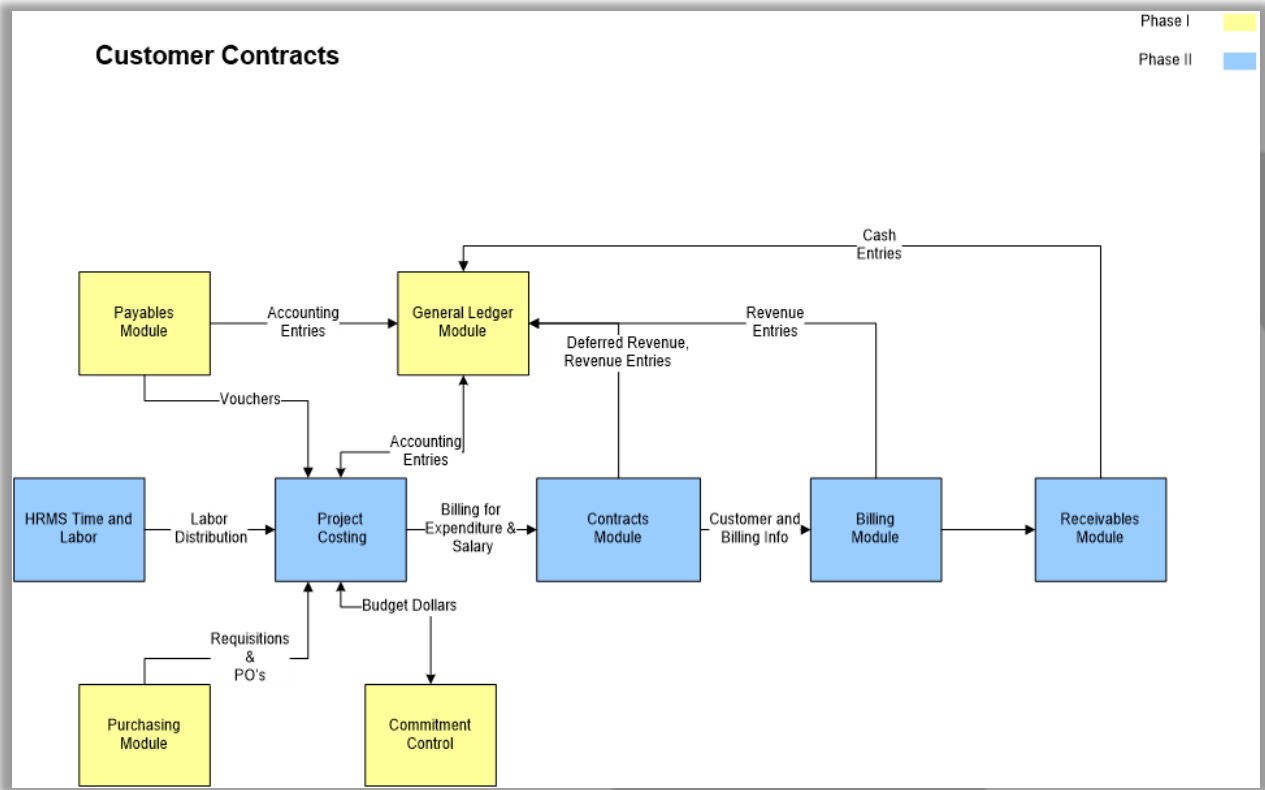 Phase I
Customer Contracts
Phase II
Cash
Entries
Payables
Module
Accounting
Entries
General Ledger
Module
Revenue
Entries
Deferred Revenue,
Revenue Entries
Vouchers
Accounting
Entries
HRMS Time and
Labor
Labor
Distribution
Project
Costing
Billing for
Expenditure &
Salary
Contracts
Module
Customer and
Billing Info
Billing
Module
Receivables
Module
Budget Dollars
Requisitions
&
PO's
Purchasing
Module
Commitment
Control